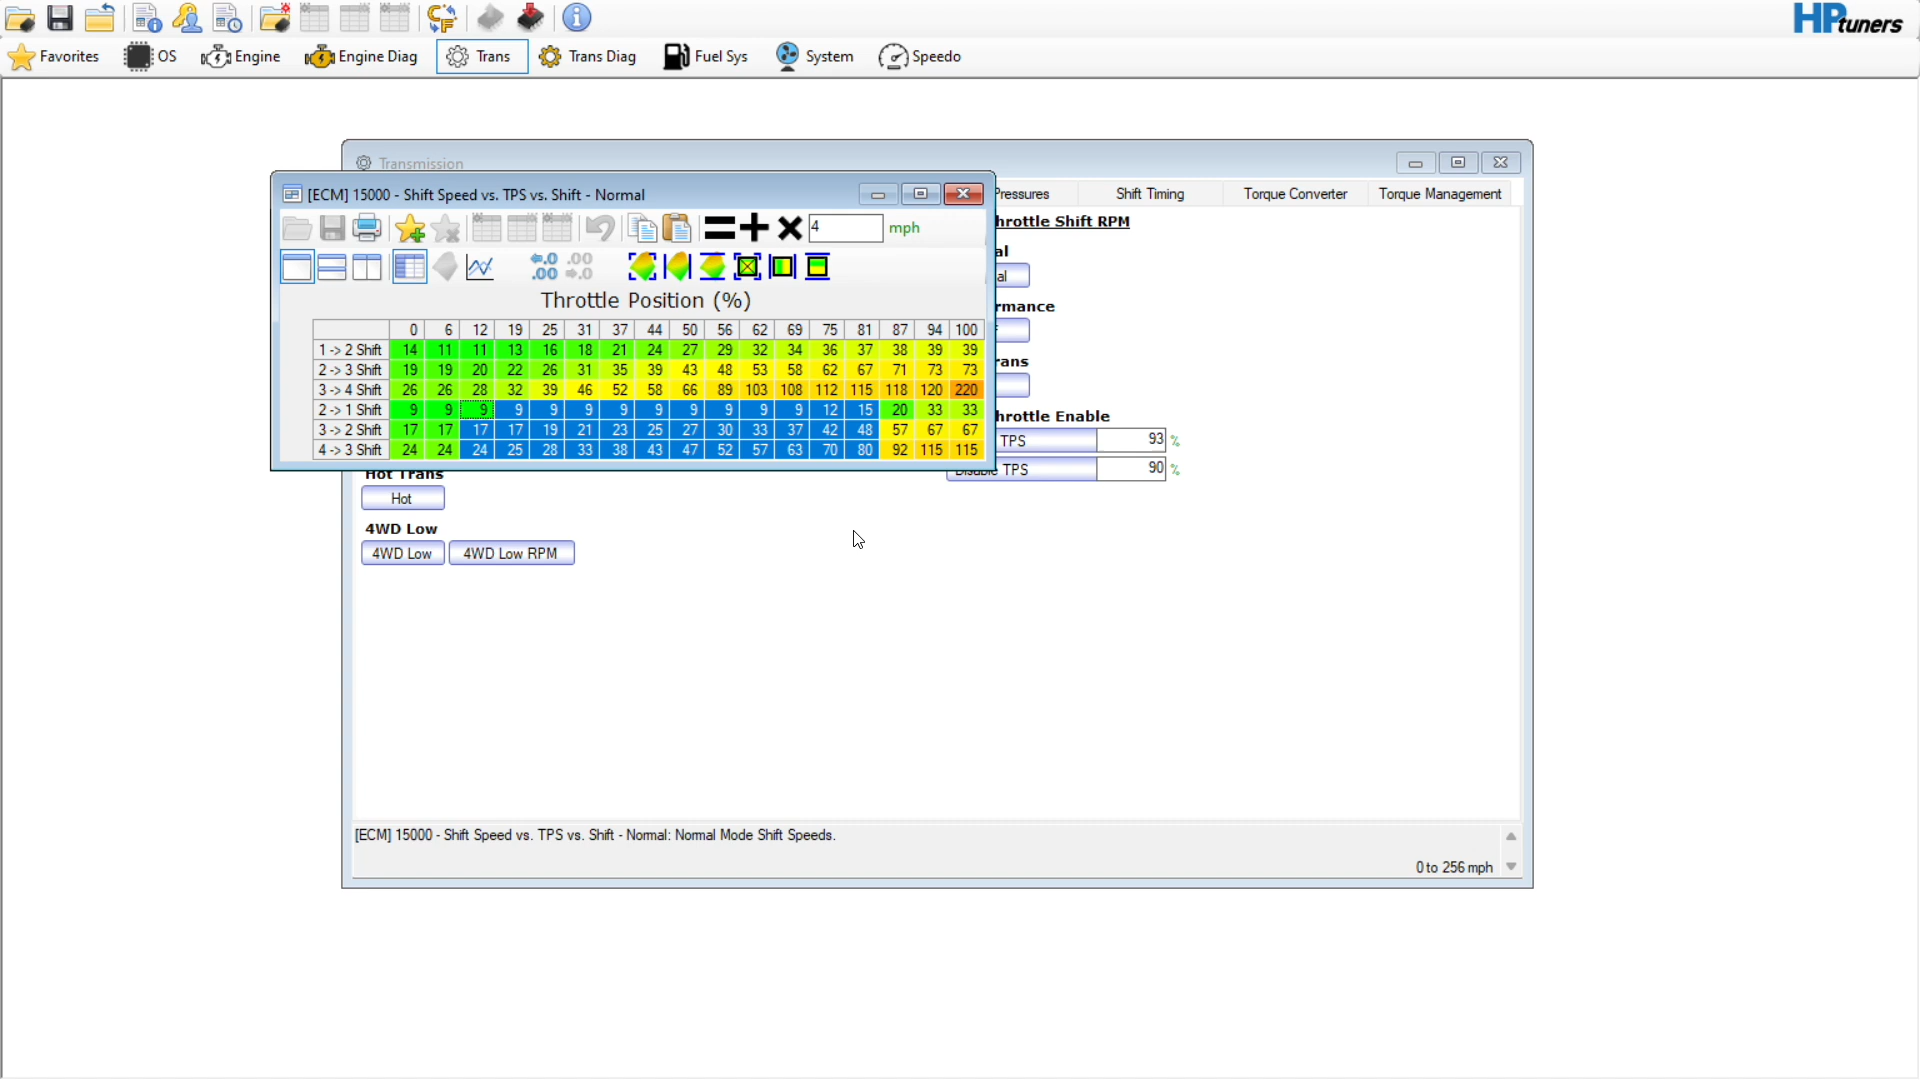 HPtuners
Favorites OS Engine Engine Diag Trans Trans Diag Fuel Sys System Speedo
Transmission
[ECM] 15000 - Shift Speed vs. TPS vs. Shift - Normal
Pressures Shift Timing Torque Converter Torque Management
4 mph
hrottle Shift RPM
al
al
rmance
rans
hrottle Enable
TPS 93 %
Disable TPS 90 %
.0 .00 .00 .0
Throttle Position (%)
0 6 12 19 25 31 37 44 50 56 62 69 75 81 87 94 100
1 -> 2 Shift 14 11 11 13 16 18 21 24 27 29 32 34 36 37 38 39 39
2 -> 3 Shift 19 19 20 22 26 31 35 39 43 48 53 58 62 67 71 73 73
3 -> 4 Shift 26 26 28 32 39 46 52 58 66 89 103 108 112 115 118 120 220
2 -> 1 Shift 9 9 9 9 9 9 9 9 9 9 9 9 12 15 20 33 33
3 -> 2 Shift 17 17 17 17 19 21 23 25 27 30 33 37 42 48 57 67 67
4 -> 3 Shift 24 24 24 25 28 33 38 43 47 52 57 63 70 80 92 115 115
Hot Trans
Hot
4WD Low
4WD Low 4WD Low RPM
[ECM] 15000 - Shift Speed vs. TPS vs. Shift - Normal: Normal Mode Shift Speeds.
0 to 256 mph